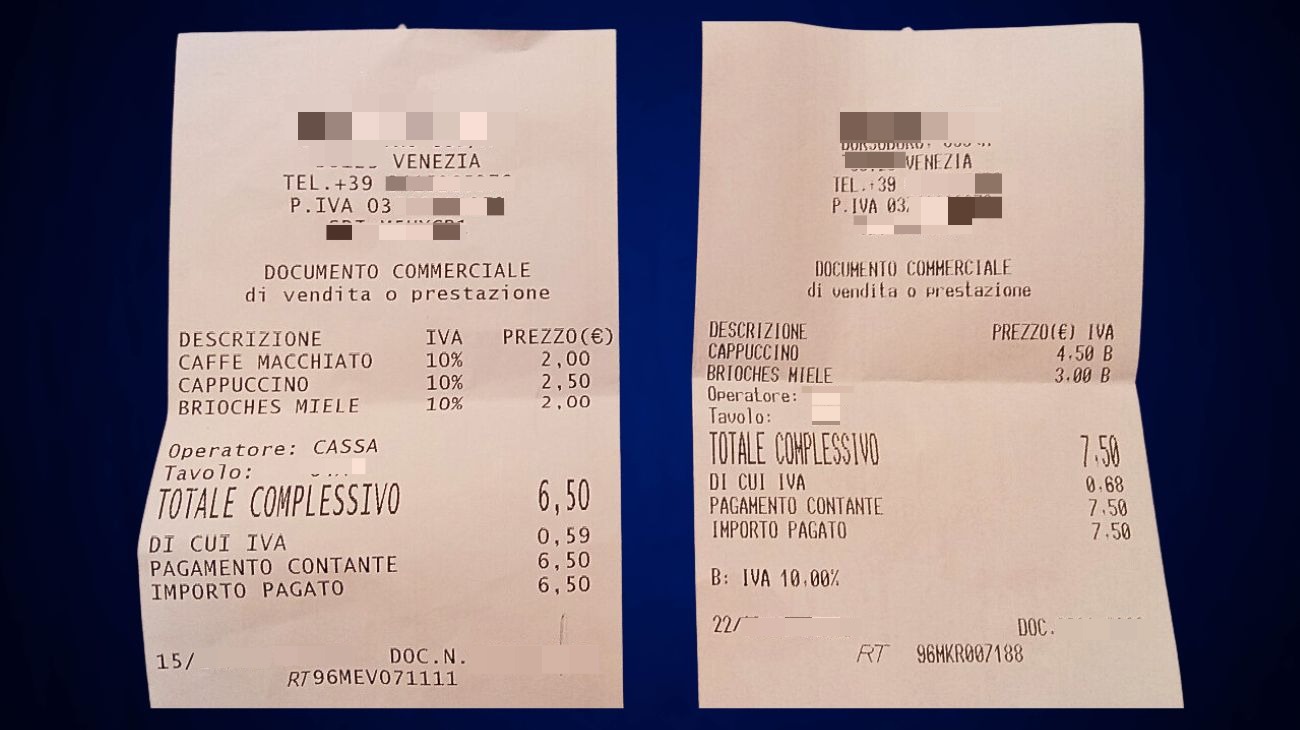 VENEZIA
TEL.+39
P.IVA 03
DOCUMENTO COMMERCIALE
di vendita o prestazione
DESCRIZIONE IVA PREZZO(€)
CAFFE MACCHIATO 10% 2,00
CAPPUCCINO 10% 2,50
BRIOCHES MIELE 10% 2,00
Operatore: CASSA
Tavolo:
TOTALE COMPLESSIVO 6,50
DI CUI IVA 0,59
PAGAMENTO CONTANTE 6,50
IMPORTO PAGATO 6,50
15/ DOC.N.
RT96MEV071111
VENEZIA
TEL.+39
P.IVA 03
DOCUMENTO COMMERCIALE
di vendita o prestazione
DESCRIZIONE PREZZO(€) IVA
CAPPUCCINO 4.50 B
BRIOCHES MIELE 3.00 B
Operatore:
Tavolo:
TOTALE COMPLESSIVO 7.50
DI CUI IVA 0.68
PAGAMENTO CONTANTE 7.50
IMPORTO PAGATO 7.50
B: IVA 10.00%
22/ DOC.
RT 96MKR007188